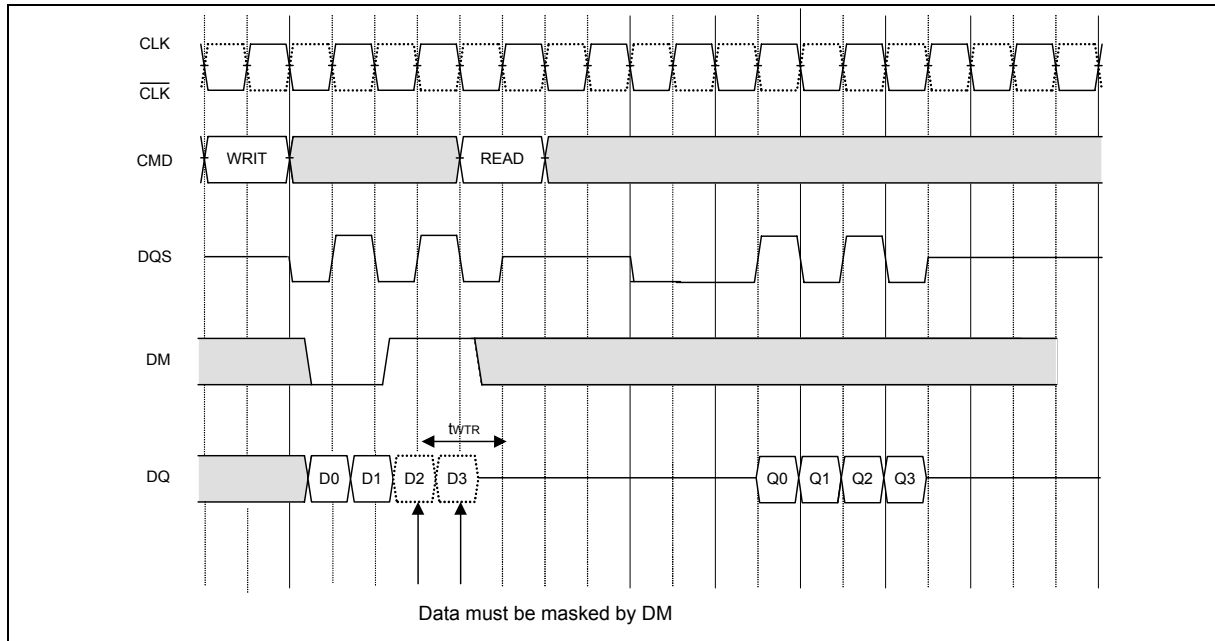 CLK
CLK
CMD WRIT READ
DQS
DM
tWTR
DQ D0 D1 D2 D3 Q0 Q1 Q2 Q3
Data must be masked by DM